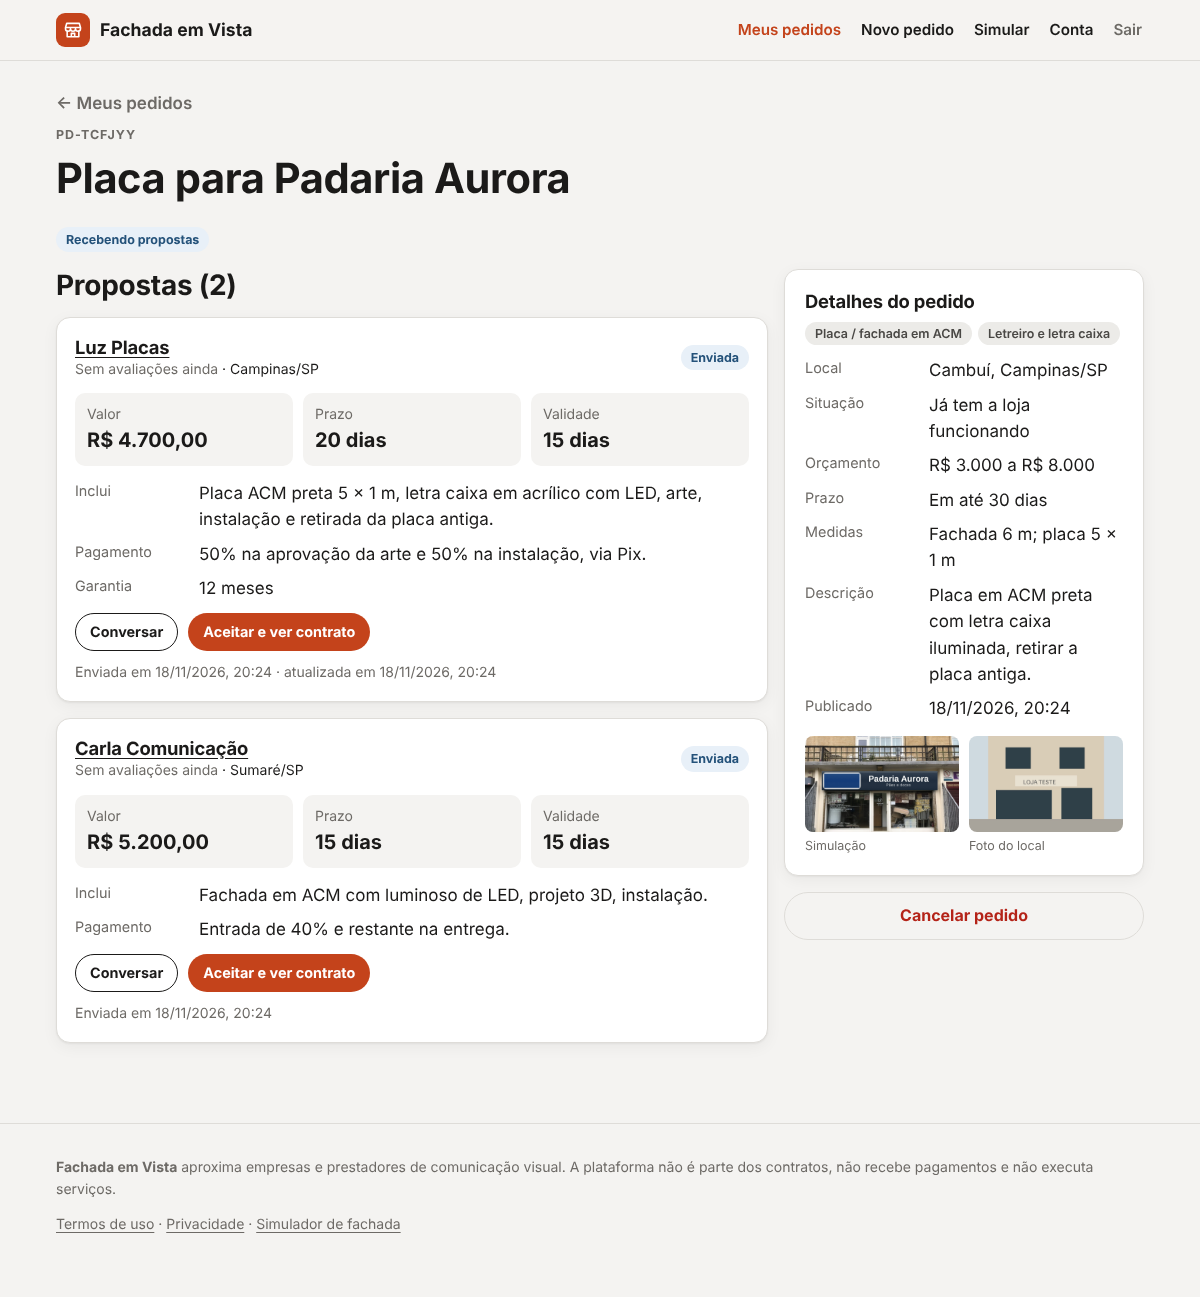 Fachada em Vista
Meus pedidos
Novo pedido
Simular
Conta
Sair
← Meus pedidos
PD-TCFJYY
Placa para Padaria Aurora
Recebendo propostas
Propostas (2)
Luz Placas
Sem avaliações ainda · Campinas/SP
Enviada
Valor
R$ 4.700,00
Prazo
20 dias
Validade
15 dias
Inclui
Placa ACM preta 5 × 1 m, letra caixa em acrílico com LED, arte,
instalação e retirada da placa antiga.
Pagamento
50% na aprovação da arte e 50% na instalação, via Pix.
Garantia
12 meses
Conversar
Aceitar e ver contrato
Enviada em 18/11/2026, 20:24 · atualizada em 18/11/2026, 20:24
Carla Comunicação
Sem avaliações ainda · Sumaré/SP
Enviada
Valor
R$ 5.200,00
Prazo
15 dias
Validade
15 dias
Inclui
Fachada em ACM com luminoso de LED, projeto 3D, instalação.
Pagamento
Entrada de 40% e restante na entrega.
Conversar
Aceitar e ver contrato
Enviada em 18/11/2026, 20:24
Detalhes do pedido
Placa / fachada em ACM
Letreiro e letra caixa
Local
Cambuí, Campinas/SP
Situação
Já tem a loja
funcionando
Orçamento
R$ 3.000 a R$ 8.000
Prazo
Em até 30 dias
Medidas
Fachada 6 m; placa 5 ×
1 m
Descrição
Placa em ACM preta
com letra caixa
iluminada, retirar a
placa antiga.
Publicado
18/11/2026, 20:24
Padaria Aurora
LOJA TESTE
Simulação
Foto do local
Cancelar pedido
Fachada em Vista aproxima empresas e prestadores de comunicação visual. A plataforma não é parte dos contratos, não recebe pagamentos e não executa
serviços.
Termos de uso · Privacidade · Simulador de fachada